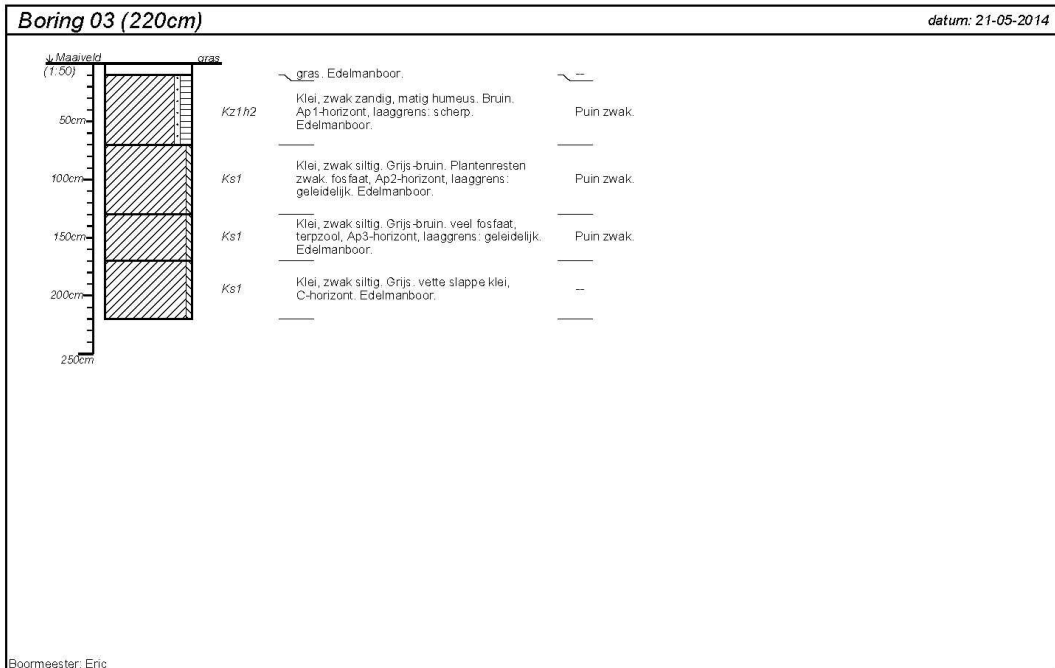 Boring 03 (220cm)
datum: 21-05-2014
Maaiveld
gras
(1:50)
gras. Edelmanboor.
--
50cm
Kz1h2
Klei, zwak zandig, matig humeus. Bruin.
Ap1-horizont, laaggrens: scherp.
Edelmanboor.
Puin zwak.
100cm
Ks1
Klei, zwak siltig. Grijs-bruin. Plantenresten
zwak. fosfaat, Ap2-horizont, laaggrens:
geleidelijk. Edelmanboor.
Puin zwak.
150cm
Ks1
Klei, zwak siltig. Grijs-bruin. veel fosfaat,
terpzool, Ap3-horizont, laaggrens: geleidelijk.
Edelmanboor.
Puin zwak.
200cm
Ks1
Klei, zwak siltig. Grijs. vette slappe klei,
C-horizont. Edelmanboor.
--
250cm
Boormeester: Eric